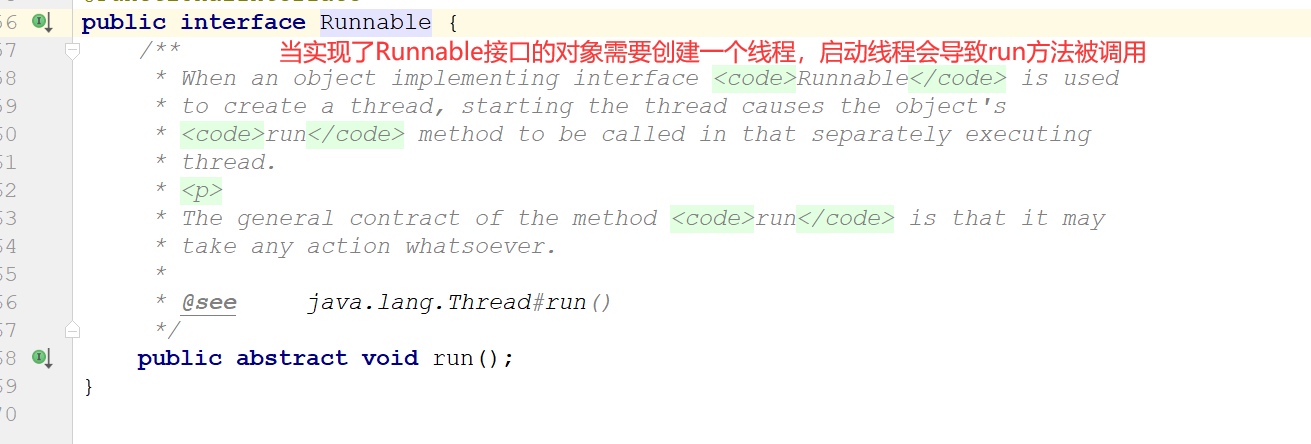 56 public interface Runnable {
57 /** 当实现了Runnable接口的对象需要创建一个线程，启动线程会导致run方法被调用
58 * When an object implementing interface <code>Runnable</code> is used
59 * to create a thread, starting the thread causes the object's
60 * <code>run</code> method to be called in that separately executing
61 * thread.
62 * <p>
63 * The general contract of the method <code>run</code> is that it may
64 * take any action whatsoever.
65 *
66 * @see java.lang.Thread#run()
67 */
68 public abstract void run();
69 }
70